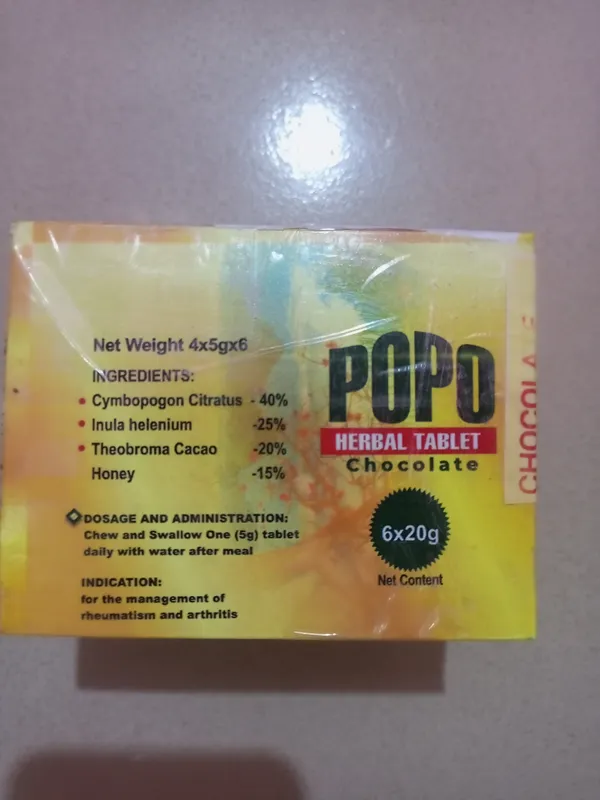 Net Weight 4x5gx6
INGREDIENTS:
• Cymbopogon Citratus - 40%
• Inula helenium -25%
• Theobroma Cacao -20%
Honey -15%
DOSAGE AND ADMINISTRATION:
Chew and Swallow One (5g) tablet
daily with water after meal
INDICATION:
for the management of
rheumatism and arthritis
POPO
HERBAL TABLET
Chocolate
6x20g
Net Content